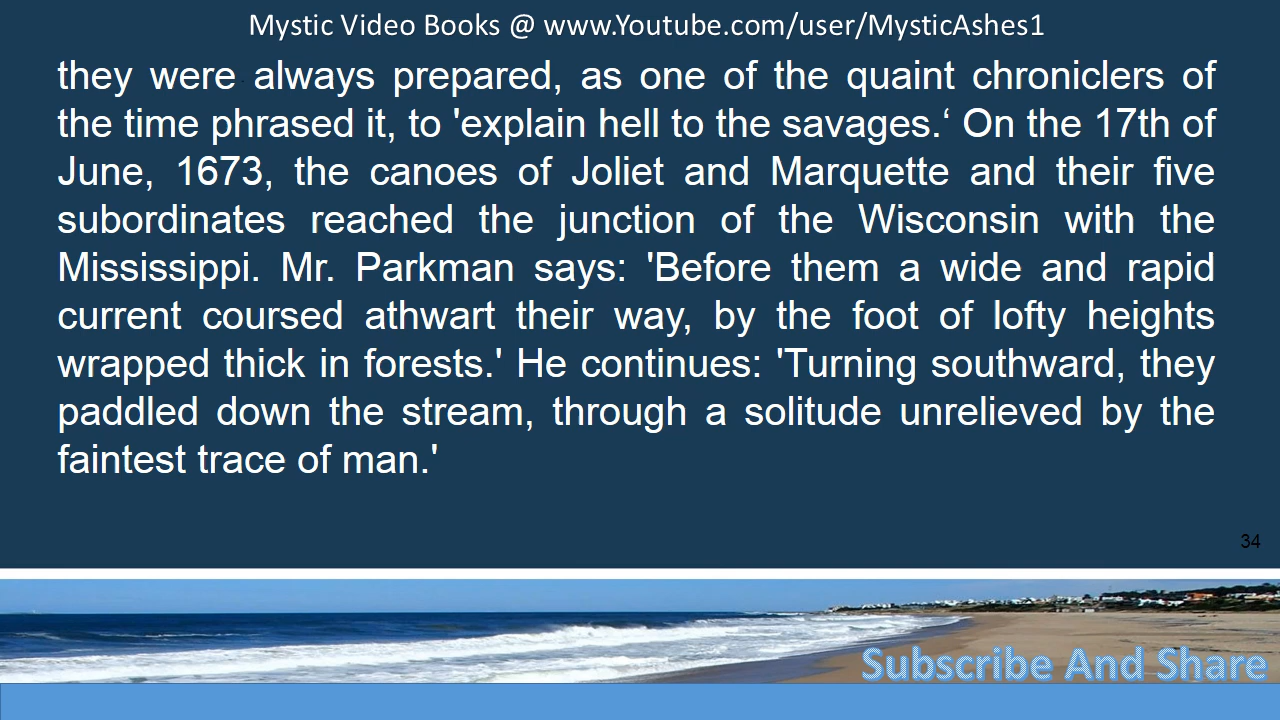 Mystic Video Books @ www.Youtube.com/user/MysticAshes1
they were always prepared, as one of the quaint chroniclers of
the time phrased it, to 'explain hell to the savages.‘ On the 17th of
June, 1673, the canoes of Joliet and Marquette and their five
subordinates reached the junction of the Wisconsin with the
Mississippi. Mr. Parkman says: 'Before them a wide and rapid
current coursed athwart their way, by the foot of lofty heights
wrapped thick in forests.' He continues: 'Turning southward, they
paddled down the stream, through a solitude unrelieved by the
faintest trace of man.'
34
Subscribe And Share